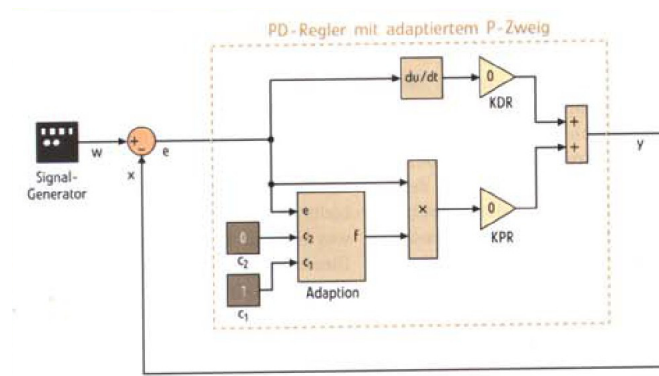 PD-Regler mit adaptiertem P-Zweig
du/dt
0
KDR
+
+
y
Signal-
Generator
w
+
-
x
e
e
c₂
c₁
f
Adaption
×
0
KPR
0
c₂
1
c₁